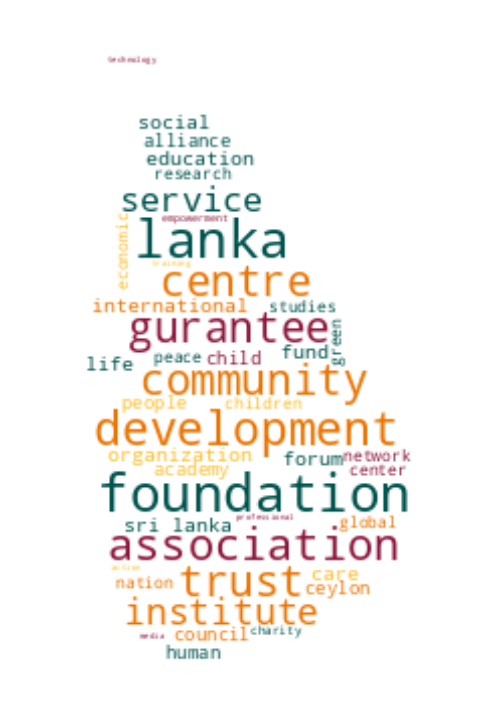 technology
social
alliance
education
research
service
empowerment
economic
lanka
training
centre
international studies
gurantee
green
fund
life peace child
community
people children
development
organization
forum network
academy center
foundation
professional
sri lanka global
association
action
nation trust care
ceylon
institute
media council charity
human